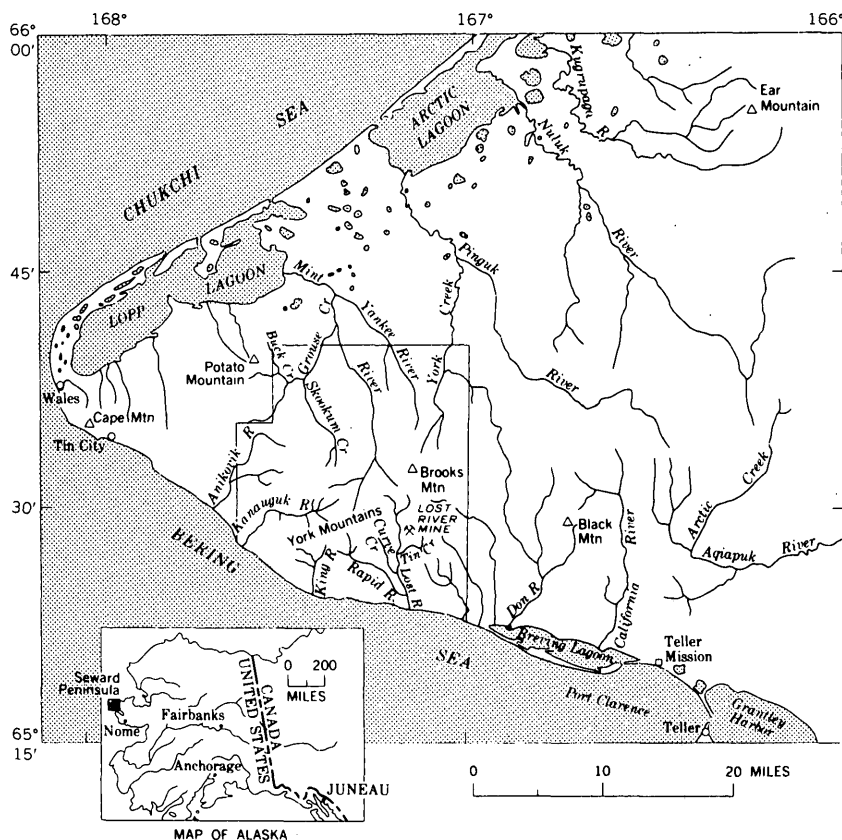 168°
167°
166°
66°
00'
45'
30'
65°
15'
CHUKCHI SEA
ARCTIC LAGOON
Kugrupaga R
Ear Mountain
Nuluk River
LOPP LAGOON
Mint River
Yankee River
Pinguk River
York Creek
Buck Cr
Grouse Cr
Potato Mountain
Skookum Cr
Wales
Cape Mtn
Tin City
Anikovik R
Brooks Mtn
Kanauguk R
York Mountains
LOST RIVER MINE
Curve Cr
Tin Cr
King R
Rapid R
Lost R
Black Mtn
Don R
California River
Arctic Creek
Agiapuk River
BERING SEA
Breving Lagoon
Teller Mission
Port Clarence
Grantley Harbor
Teller
Seward Peninsula
Nome
Fairbanks
Anchorage
CANADA
UNITED STATES
JUNEAU
0 200
MILES
MAP OF ALASKA
0 10 20 MILES